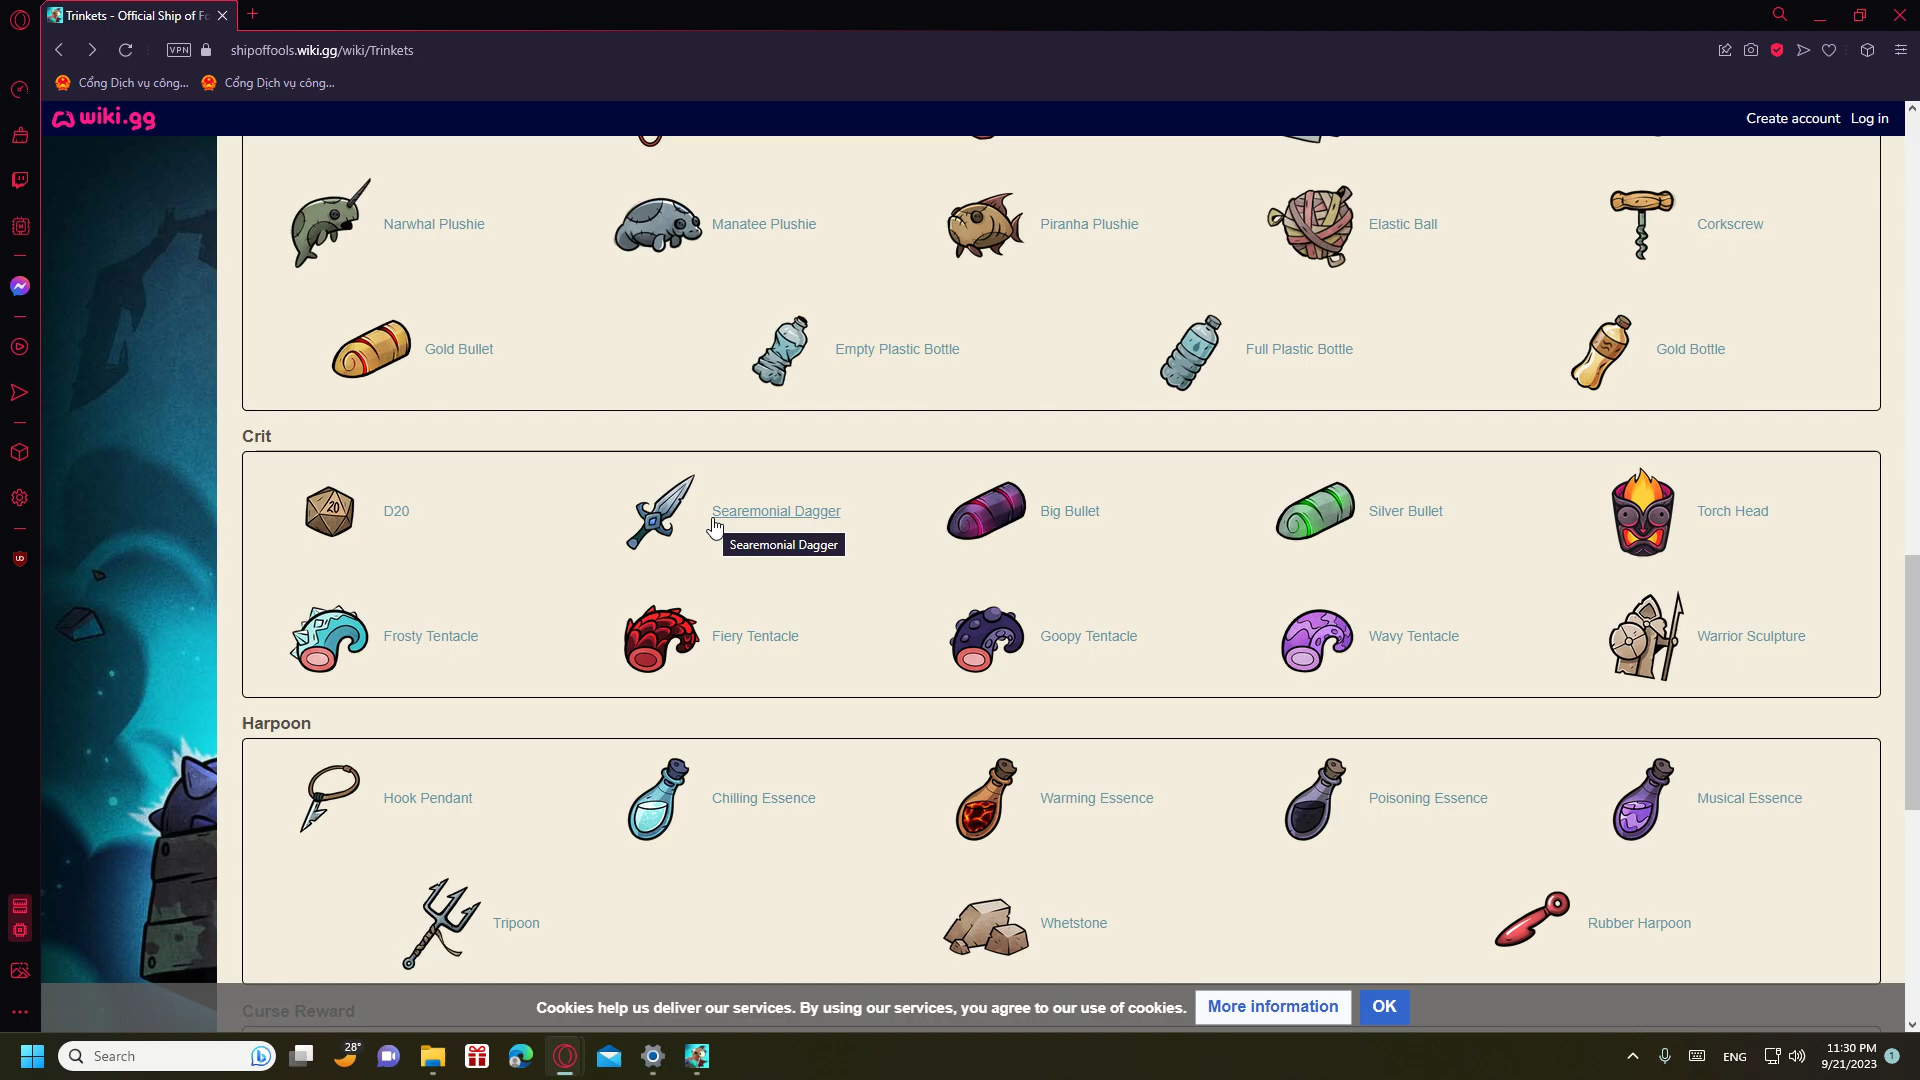 Trinkets - Official Ship of Fo
VPN
shipoffools.wiki.gg/wiki/Trinkets
Cổng Dịch vụ công...
Cổng Dịch vụ công...
wiki.gg
Create account
Log in
Narwhal Plushie
Manatee Plushie
Piranha Plushie
Elastic Ball
Corkscrew
Gold Bullet
Empty Plastic Bottle
Full Plastic Bottle
Gold Bottle
Crit
20
D20
Searemonial Dagger
Big Bullet
Silver Bullet
Torch Head
Searemonial Dagger
Frosty Tentacle
Fiery Tentacle
Goopy Tentacle
Wavy Tentacle
Warrior Sculpture
Harpoon
Hook Pendant
Chilling Essence
Warming Essence
Poisoning Essence
Musical Essence
Tripoon
Whetstone
Rubber Harpoon
Curse Reward
Cookies help us deliver our services. By using our services, you agree to our use of cookies.
More information
OK
Search
28°
ENG
11:30 PM
9/21/2023
1